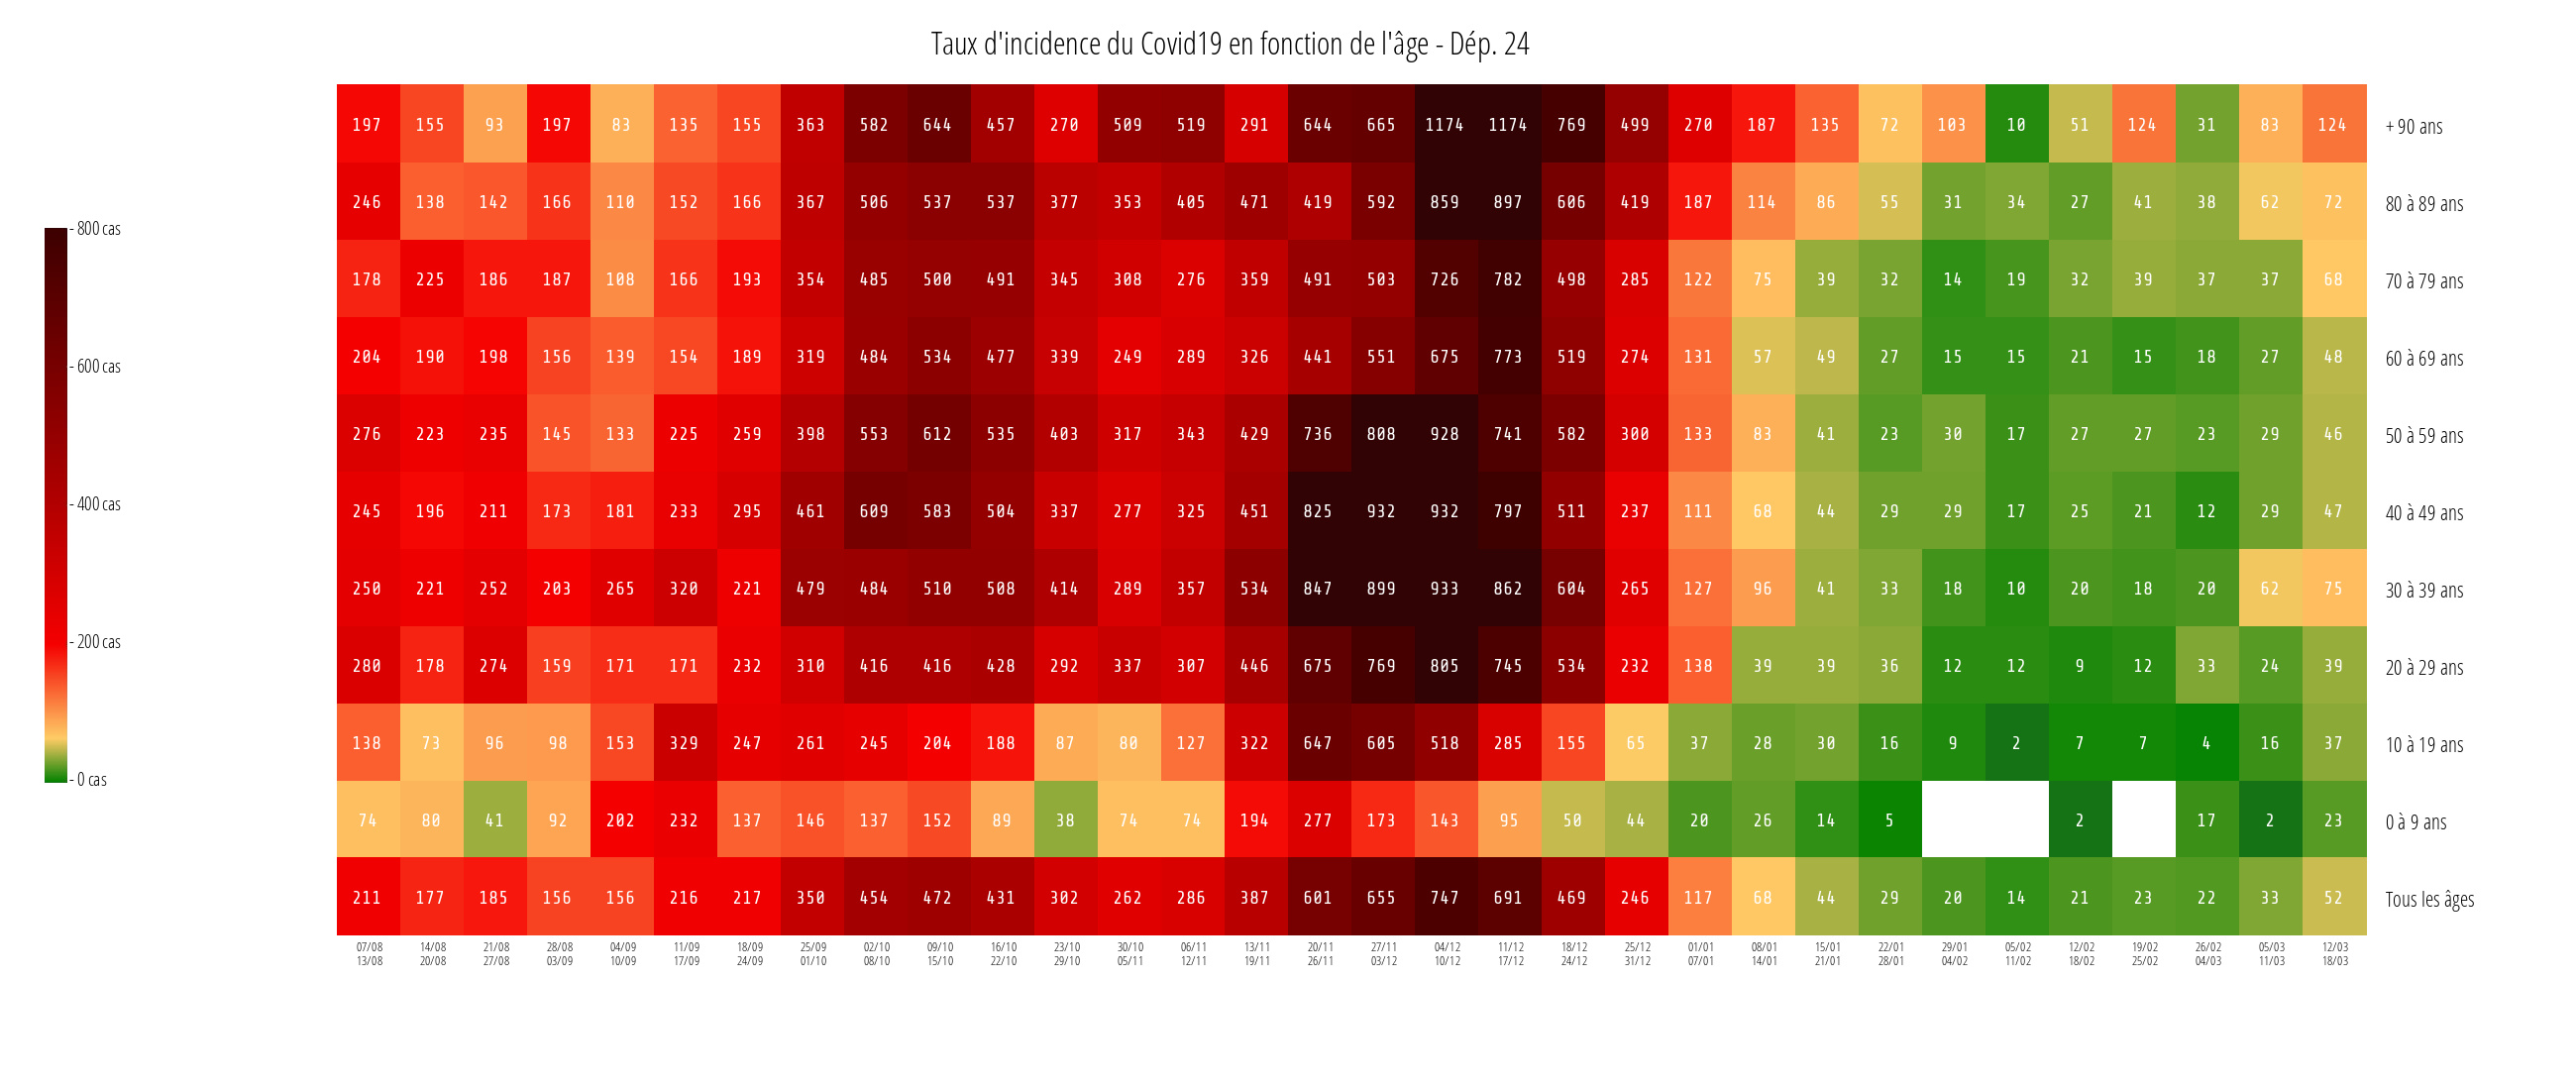 Taux d'incidence du Covid19 en fonction de l'âge - Dép. 24
197 155 93 197 83 135 155 363 582 644 457 270 509 519 291 644 665 1174 1174 769 499 270 187 135 72 103 10 51 124 31 83 124 + 90 ans
246 138 142 166 110 152 166 367 506 537 537 377 353 405 471 419 592 859 897 606 419 187 114 86 55 31 34 27 41 38 62 72 80 à 89 ans
- 800 cas
178 225 186 187 108 166 193 354 485 500 491 345 308 276 359 491 503 726 782 498 285 122 75 39 32 14 19 32 39 37 37 68 70 à 79 ans
204 190 198 156 139 154 189 319 484 534 477 339 249 289 326 441 551 675 773 519 274 131 57 49 27 15 15 21 15 18 27 48 60 à 69 ans
- 600 cas
276 223 235 145 133 225 259 398 553 612 535 403 317 343 429 736 808 928 741 582 300 133 83 41 23 30 17 27 27 23 29 46 50 à 59 ans
- 400 cas
245 196 211 173 181 233 295 461 609 583 504 337 277 325 451 825 932 932 797 511 237 111 68 44 29 29 17 25 21 12 29 47 40 à 49 ans
250 221 252 203 265 320 221 479 484 510 508 414 289 357 534 847 899 933 862 604 265 127 96 41 33 18 10 20 18 20 62 75 30 à 39 ans
- 200 cas
280 178 274 159 171 171 232 310 416 416 428 292 337 307 446 675 769 805 745 534 232 138 39 39 36 12 12 9 12 33 24 39 20 à 29 ans
138 73 96 98 153 329 247 261 245 204 188 87 80 127 322 647 605 518 285 155 65 37 28 30 16 9 2 7 7 4 16 37 10 à 19 ans
- 0 cas
74 80 41 92 202 232 137 146 137 152 89 38 74 74 194 277 173 143 95 50 44 20 26 14 5 2 17 2 23 0 à 9 ans
211 177 185 156 156 216 217 350 454 472 431 302 262 286 387 601 655 747 691 469 246 117 68 44 29 20 14 21 23 22 33 52 Tous les âges
07/08 14/08 21/08 28/08 04/09 11/09 18/09 25/09 02/10 09/10 16/10 23/10 30/10 06/11 13/11 20/11 27/11 04/12 11/12 18/12 25/12 01/01 08/01 15/01 22/01 29/01 05/02 12/02 19/02 26/02 05/03 12/03
13/08 20/08 27/08 03/09 10/09 17/09 24/09 01/10 08/10 15/10 22/10 29/10 05/11 12/11 19/11 26/11 03/12 10/12 17/12 24/12 31/12 07/01 14/01 21/01 28/01 04/02 11/02 18/02 25/02 04/03 11/03 18/03